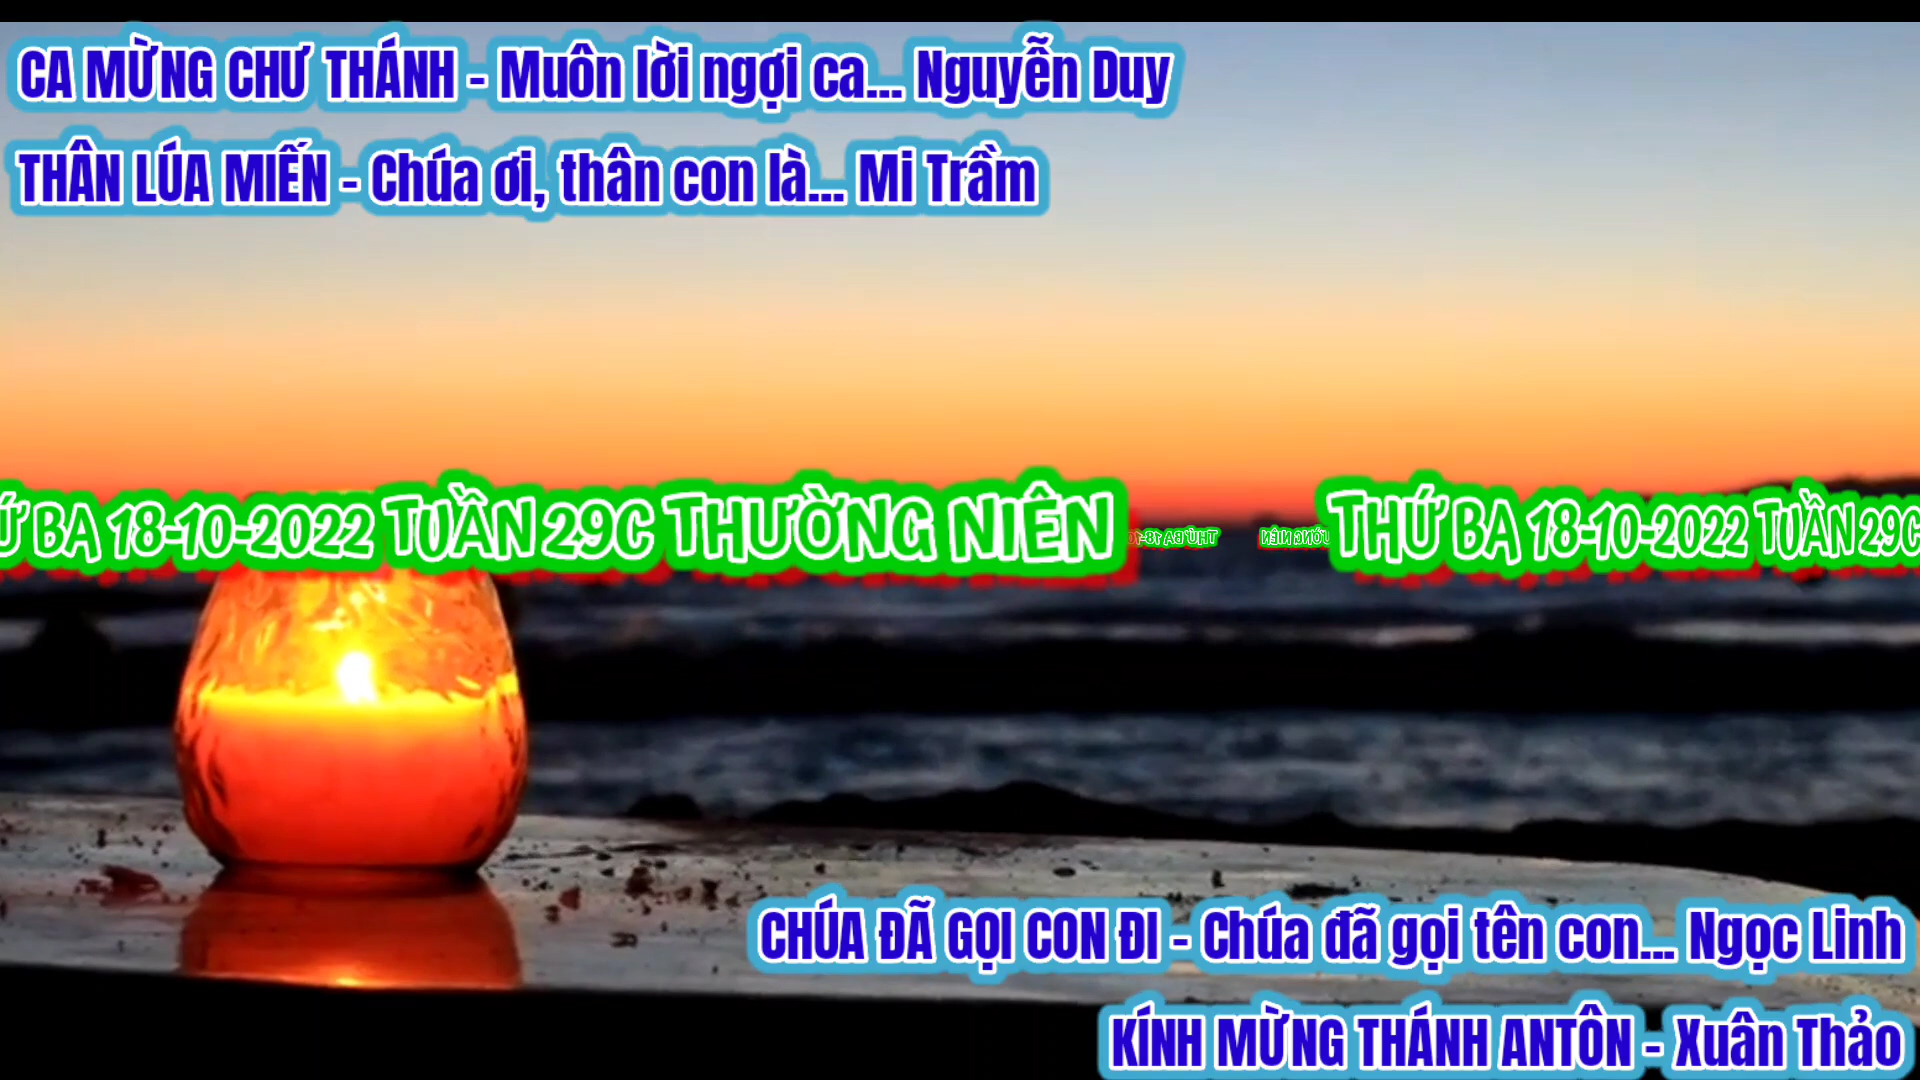 CA MỪNG CHƯ THÁNH - Muôn lời ngợi ca... Nguyễn Duy
THÂN LÚA MIẾN - Chúa ơi, thân con là... Mi Trầm
BA 18-10-2022 TUẦN 29C THƯỜNG NIÊN
THỨ BA 18-10-2022 TUẦN 29C
CHÚA ĐÃ GỌI CON ĐI - Chúa đã gọi tên con... Ngọc Linh
KÍNH MỪNG THÁNH ANTÔN - Xuân Thảo